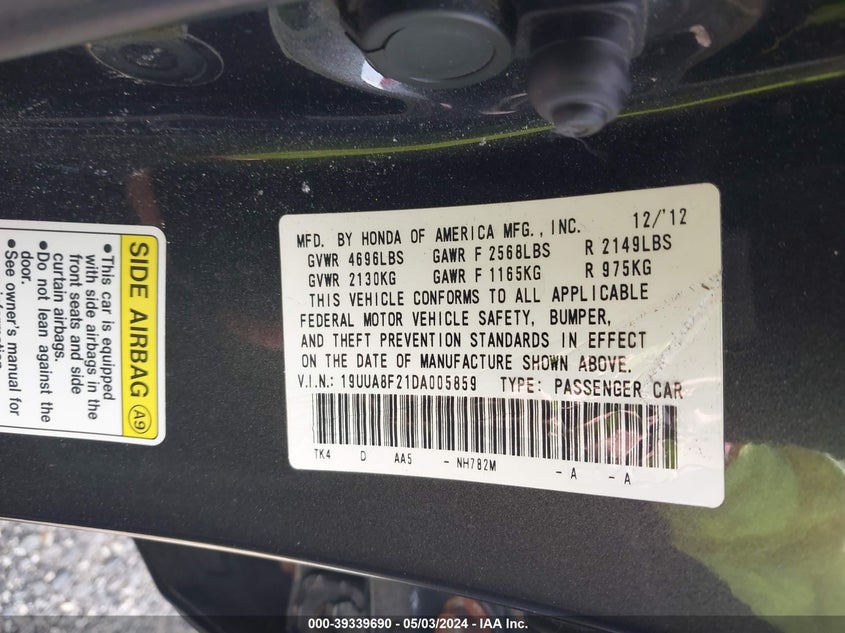 SIDE AIRBAG A9
•This car is equipped
with side airbags in the
front seats and side
curtain airbags.
•Do not lean against the
door.
•See owner's manual for
MFD. BY HONDA OF AMERICA MFG., INC. 12/'12
GVWR 4696LBS GAWR F 2568LBS R 2149LBS
GVWR 2130KG GAWR F 1165KG R 975KG
THIS VEHICLE CONFORMS TO ALL APPLICABLE
FEDERAL MOTOR VEHICLE SAFETY, BUMPER,
AND THEFT PREVENTION STANDARDS IN EFFECT
ON THE DATE OF MANUFACTURE SHOWN ABOVE.
V.I.N.: 19UUA8F21DA005859 TYPE: PASSENGER CAR
TK4 D AA5 - NH782M - A - A
000-39339690 - 05/03/2024 - IAA Inc.